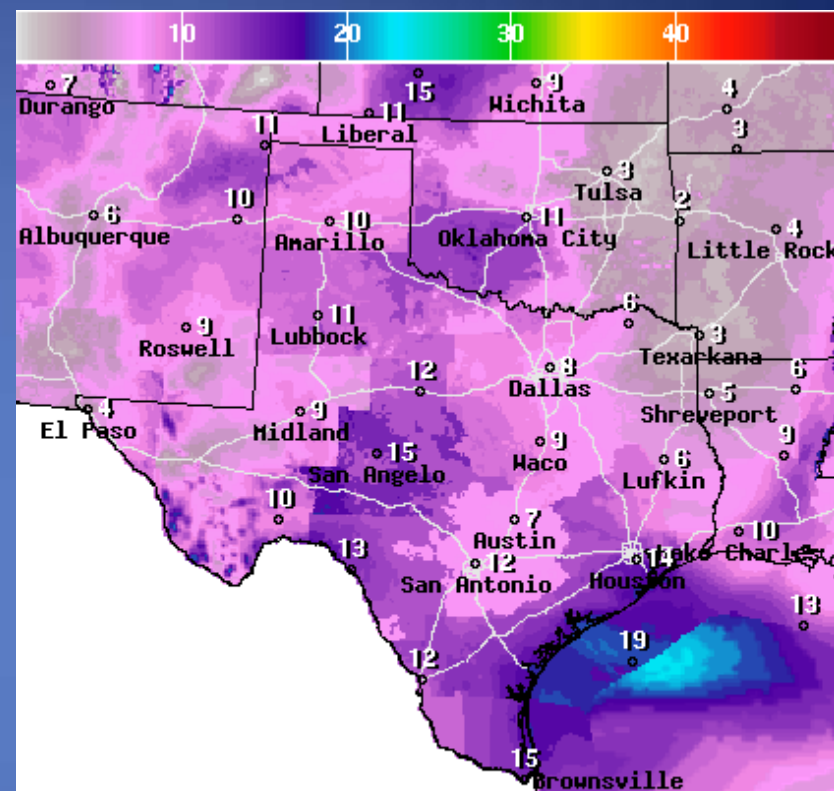 10 20 30 40
7 15 9 4
Durango Wichita
11 11 3
Liberal
3
Tulsa
6 10 10 11 2 4
Albuquerque Amarillo Oklahoma City Little Rock
9 11 6 3
Roswell Lubbock Texarkana
12 8 5 6
Dallas
4 9 Shreveport
El Paso Midland
15 9 6 9
San Angelo Waco Lufkin
10 7 10
Austin
13 12 14 Lake Charles
San Antonio Houston
13
19
12
15
Brownsville